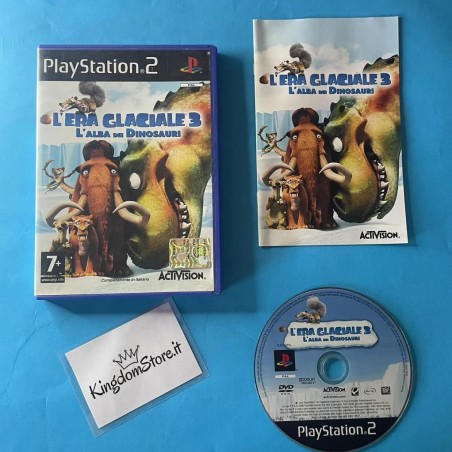 PlayStation 2
L'ERA GLACIALE 3
L'ALBA DEI DINOSAURI
7+
Completamente in Italiano
ACTIVISION
L'ERA GLACIALE 3
L'ALBA DEI DINOSAURI
ACTIVISION
KingdomStore.it
L'ERA GLACIALE 3
L'ALBA DEI DINOSAURI
DVD
ACTIVISION
PlayStation 2